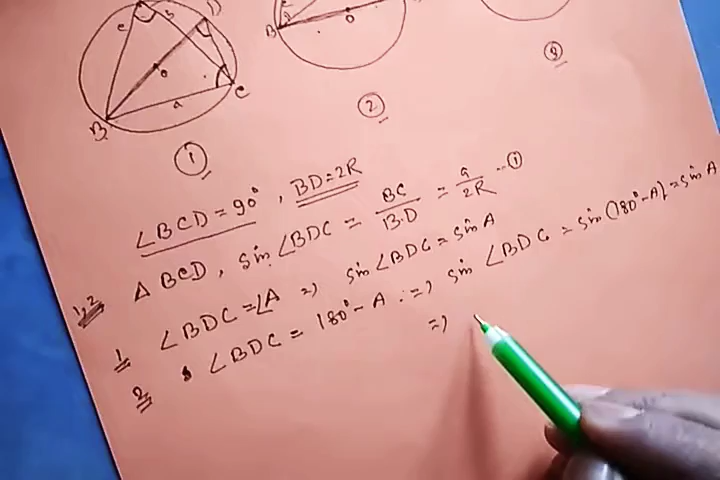 c b D
O
B a C
①
B O
②
③
∠BCD = 90°, BD = 2R
1,2 △BCD, sin ∠BDC = BC/BD = a/2R --- ①
1 ∠BDC = ∠A ⇒ sin ∠BDC = sin A
2 ∠BDC = 180° - A ⇒ sin ∠BDC = sin(180° - A) = sin A
⇒